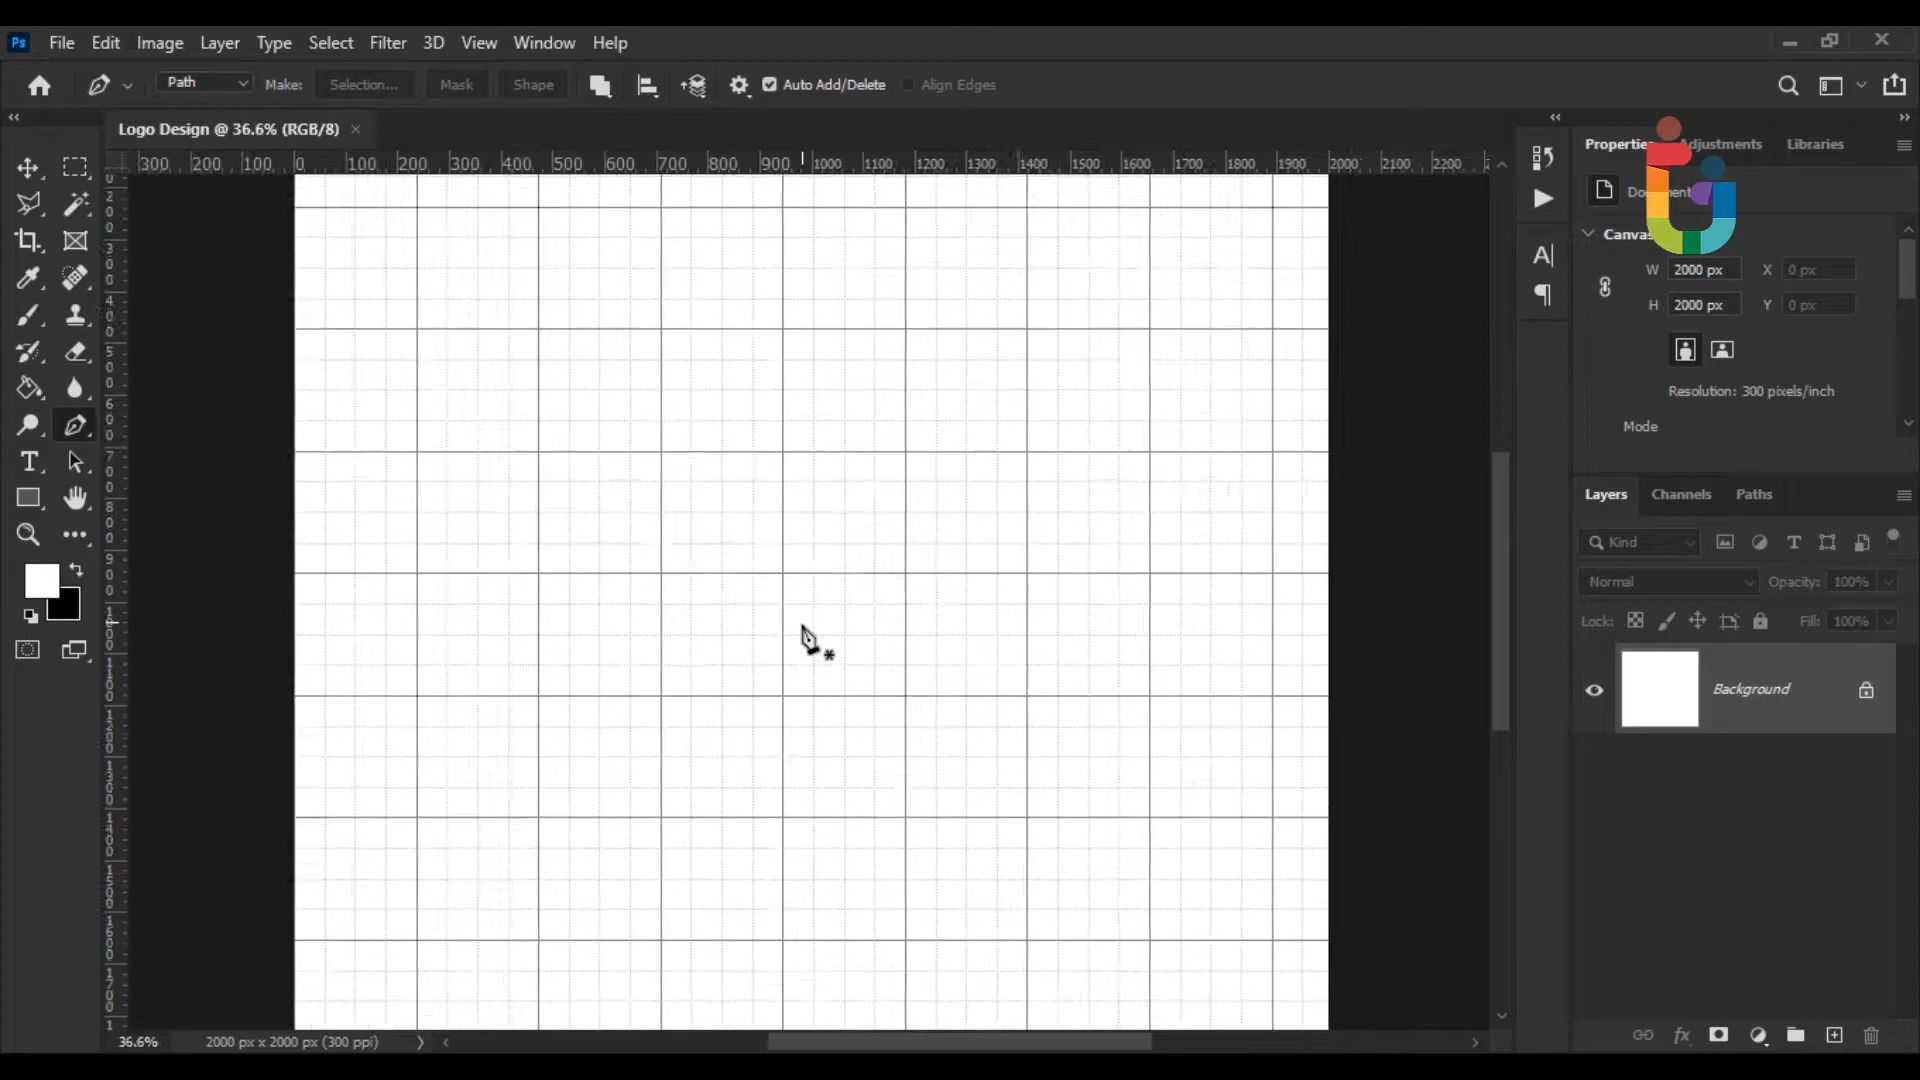 Ps File Edit Image Layer Type Select Filter 3D View Window Help
Path Make: Selection... Mask Shape Auto Add/Delete Align Edges
Logo Design @ 36.6% (RGB/8)
300 200 100 0 100 200 300 400 500 600 700 800 900 1000 1100 1200 1300 1400 1500 1600 1700 1800 1900 2000 2100 2200
Properties Adjustments Libraries
Document
Canvas
W 2000 px X 0 px
H 2000 px Y 0 px
Resolution: 300 pixels/inch
Mode
Layers Channels Paths
Kind
Normal Opacity: 100%
Lock: Fill: 100%
Background
36.6% 2000 px x 2000 px (300 ppi)